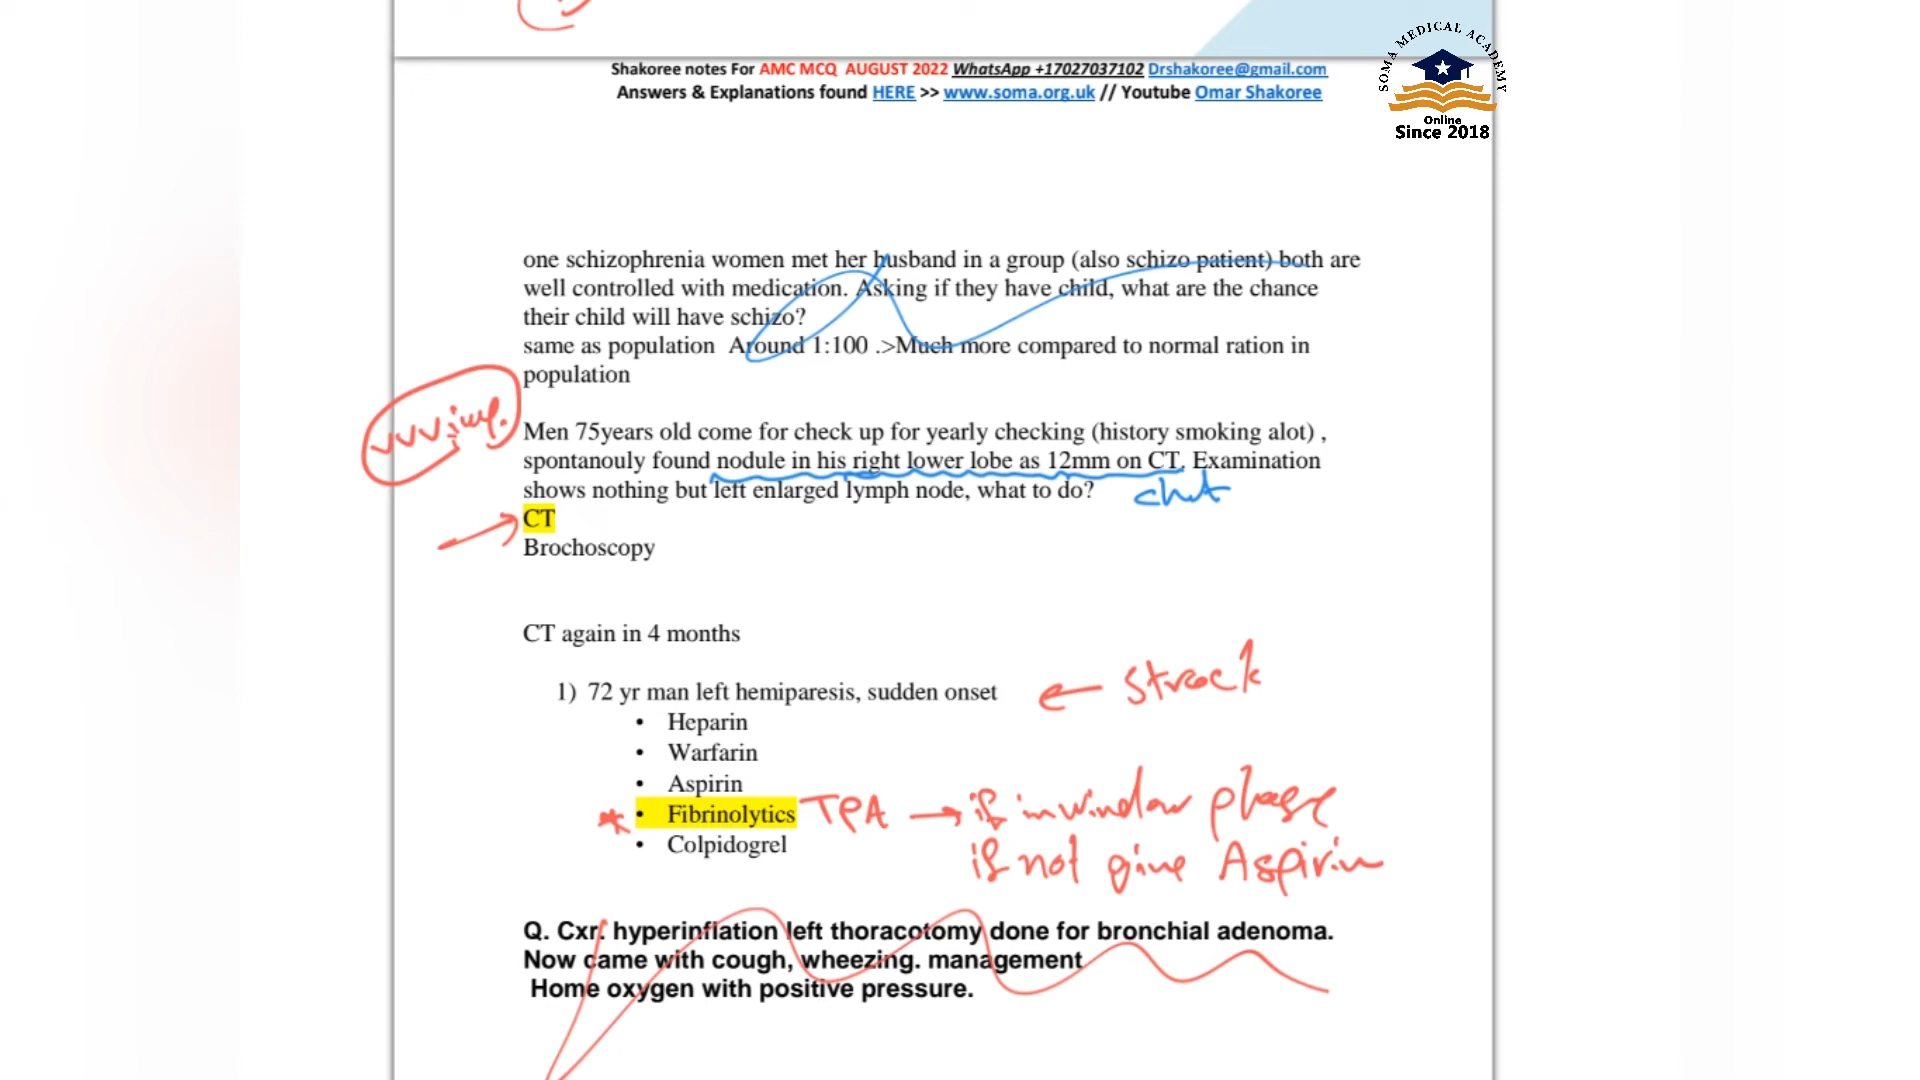 Shakoree notes For AMC MCQ AUGUST 2022 WhatsApp +17027037102 Drshakoree@gmail.com
Answers & Explanations found HERE >> www.soma.org.uk // Youtube Omar Shakoree
SOMA MEDICAL ACADEMY
Online
Since 2018
one schizophrenia women met her husband in a group (also schizo patient) both are
well controlled with medication. Asking if they have child, what are the chance
their child will have schizo?
same as population Around 1:100 .>Much more compared to normal ration in
population
vvv imp.
Men 75years old come for check up for yearly checking (history smoking alot) ,
spontanouly found nodule in his right lower lobe as 12mm on CT. Examination
shows nothing but left enlarged lymph node, what to do?
CT
Brochoscopy
CT again in 4 months
1) 72 yr man left hemiparesis, sudden onset ← Strock
• Heparin
• Warfarin
• Aspirin
• Fibrinolytics TPA → if in window phase
• Colpidogrel if not give Aspirin
Q. Cxr. hyperinflation left thoracotomy done for bronchial adenoma.
Now came with cough, wheezing. management
Home oxygen with positive pressure.